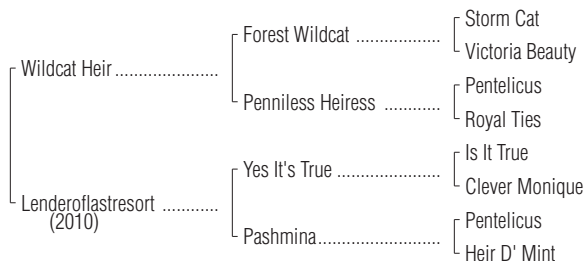 Storm Cat
Forest Wildcat ....................
Victoria Beauty
Wildcat Heir .......................
Pentelicus
Penniless Heiress .............
Royal Ties
Is It True
Yes It's True .......................
Clever Monique
Lenderoflastresort ............
(2010)
Pentelicus
Pashmina...........................
Heir D' Mint